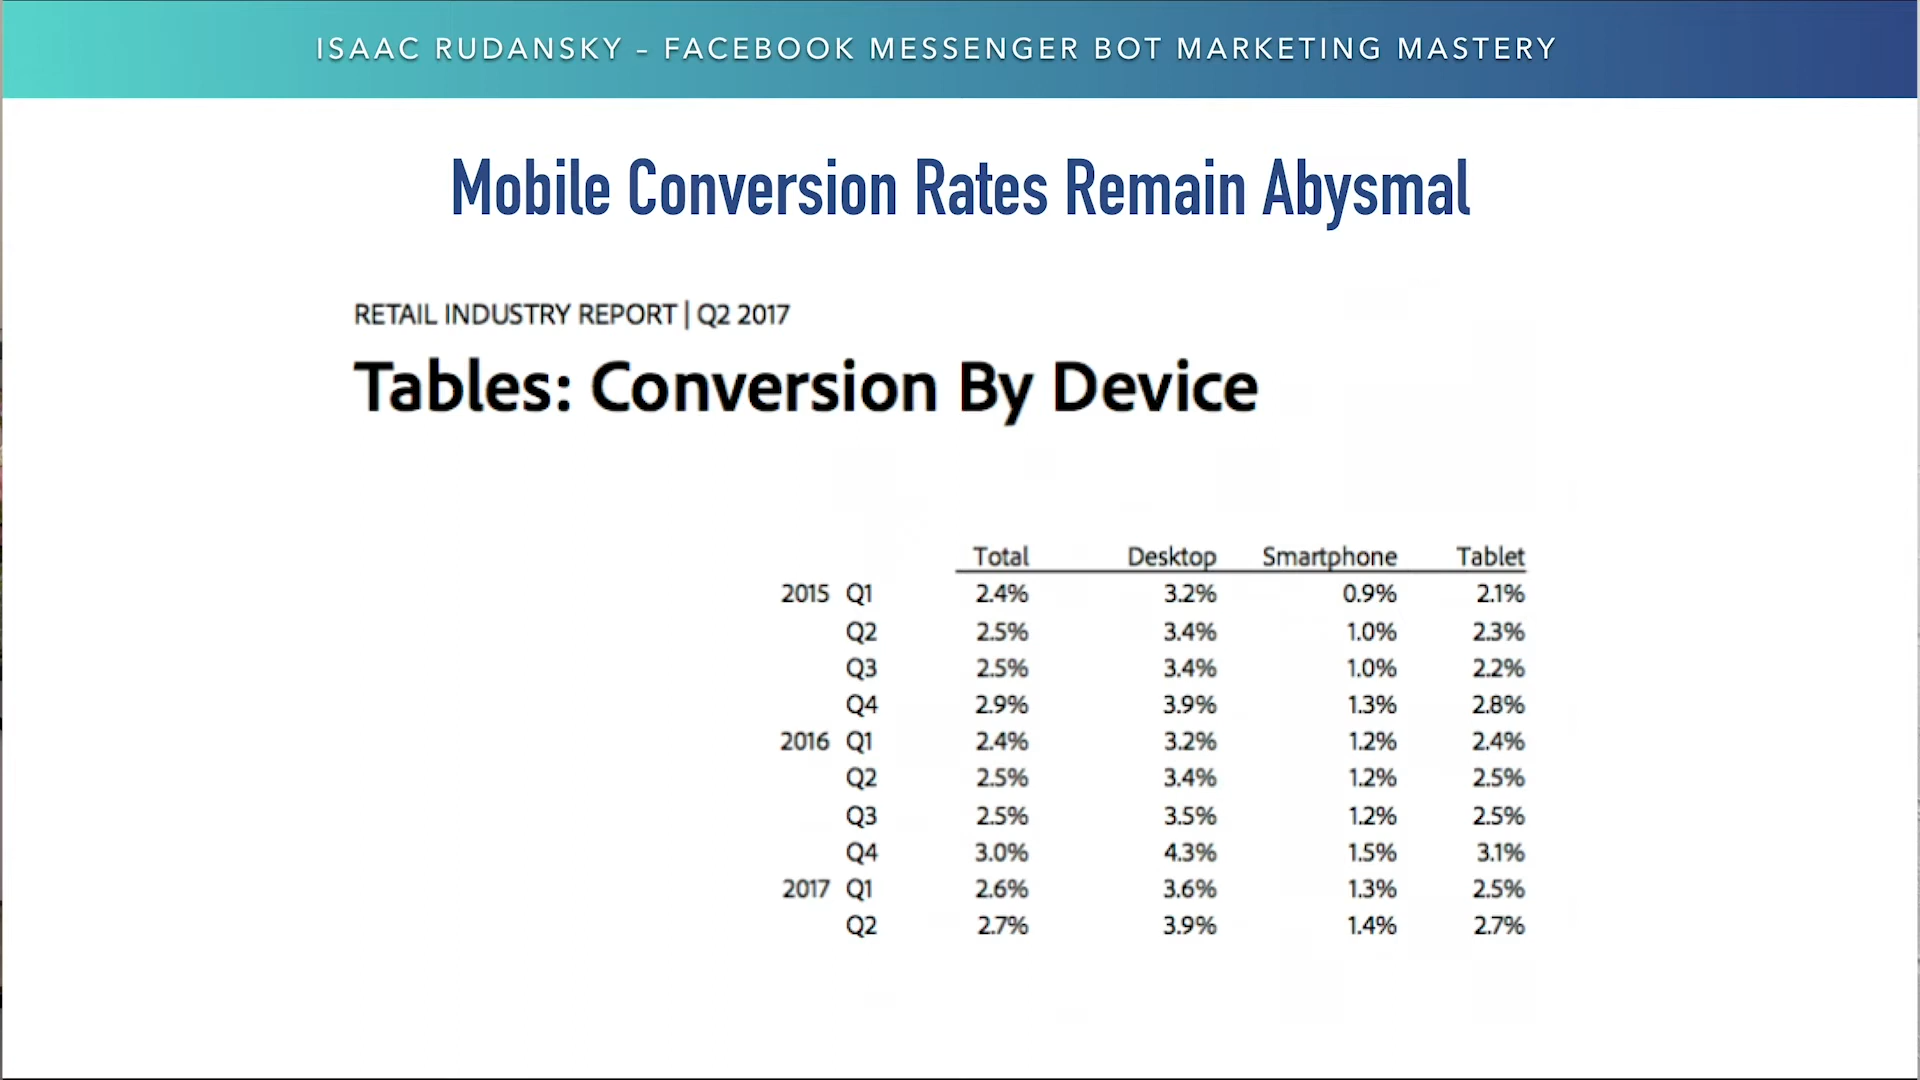 ISAAC RUDANSKY – FACEBOOK MESSENGER BOT MARKETING MASTERY
Mobile Conversion Rates Remain Abysmal
RETAIL INDUSTRY REPORT | Q2 2017
Tables: Conversion By Device
Total Desktop Smartphone Tablet
2015 Q1 2.4% 3.2% 0.9% 2.1%
Q2 2.5% 3.4% 1.0% 2.3%
Q3 2.5% 3.4% 1.0% 2.2%
Q4 2.9% 3.9% 1.3% 2.8%
2016 Q1 2.4% 3.2% 1.2% 2.4%
Q2 2.5% 3.4% 1.2% 2.5%
Q3 2.5% 3.5% 1.2% 2.5%
Q4 3.0% 4.3% 1.5% 3.1%
2017 Q1 2.6% 3.6% 1.3% 2.5%
Q2 2.7% 3.9% 1.4% 2.7%